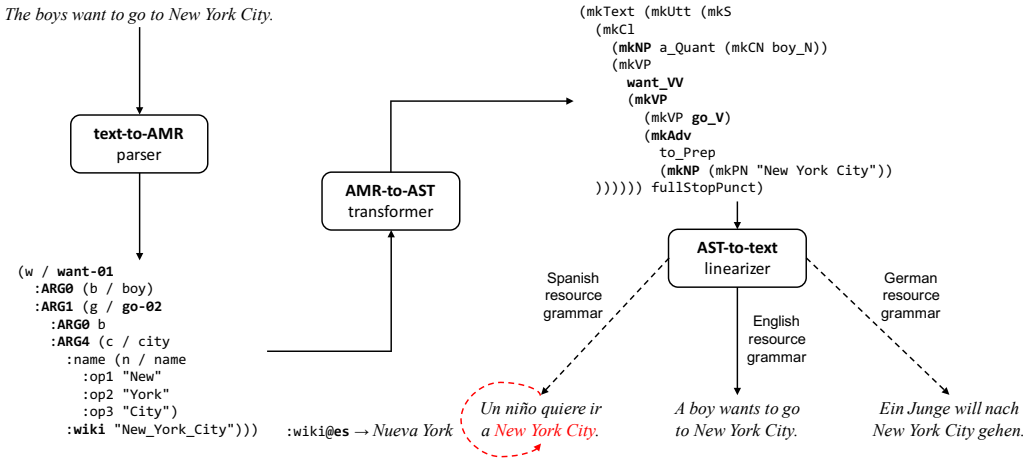 The boys want to go to New York City.
text-to-AMR
parser
(w / want-01
:ARG0 (b / boy)
:ARG1 (g / go-02
:ARG0 b
:ARG4 (c / city
:name (n / name
:op1 "New"
:op2 "York"
:op3 "City")
:wiki "New_York_City")))
:wiki@es → Nueva York
AMR-to-AST
transformer
(mkText (mkUtt (mkS
(mkCl
(mkNP a_Quant (mkCN boy_N))
(mkVP
want_VV
(mkVP
(mkVP go_V)
(mkAdv
to_Prep
(mkNP (mkPN "New York City"))
)))))) fullStopPunct)
AST-to-text
linearizer
Spanish
resource
grammar
English
resource
grammar
German
resource
grammar
Un niño quiere ir
a New York City.
A boy wants to go
to New York City.
Ein Junge will nach
New York City gehen.